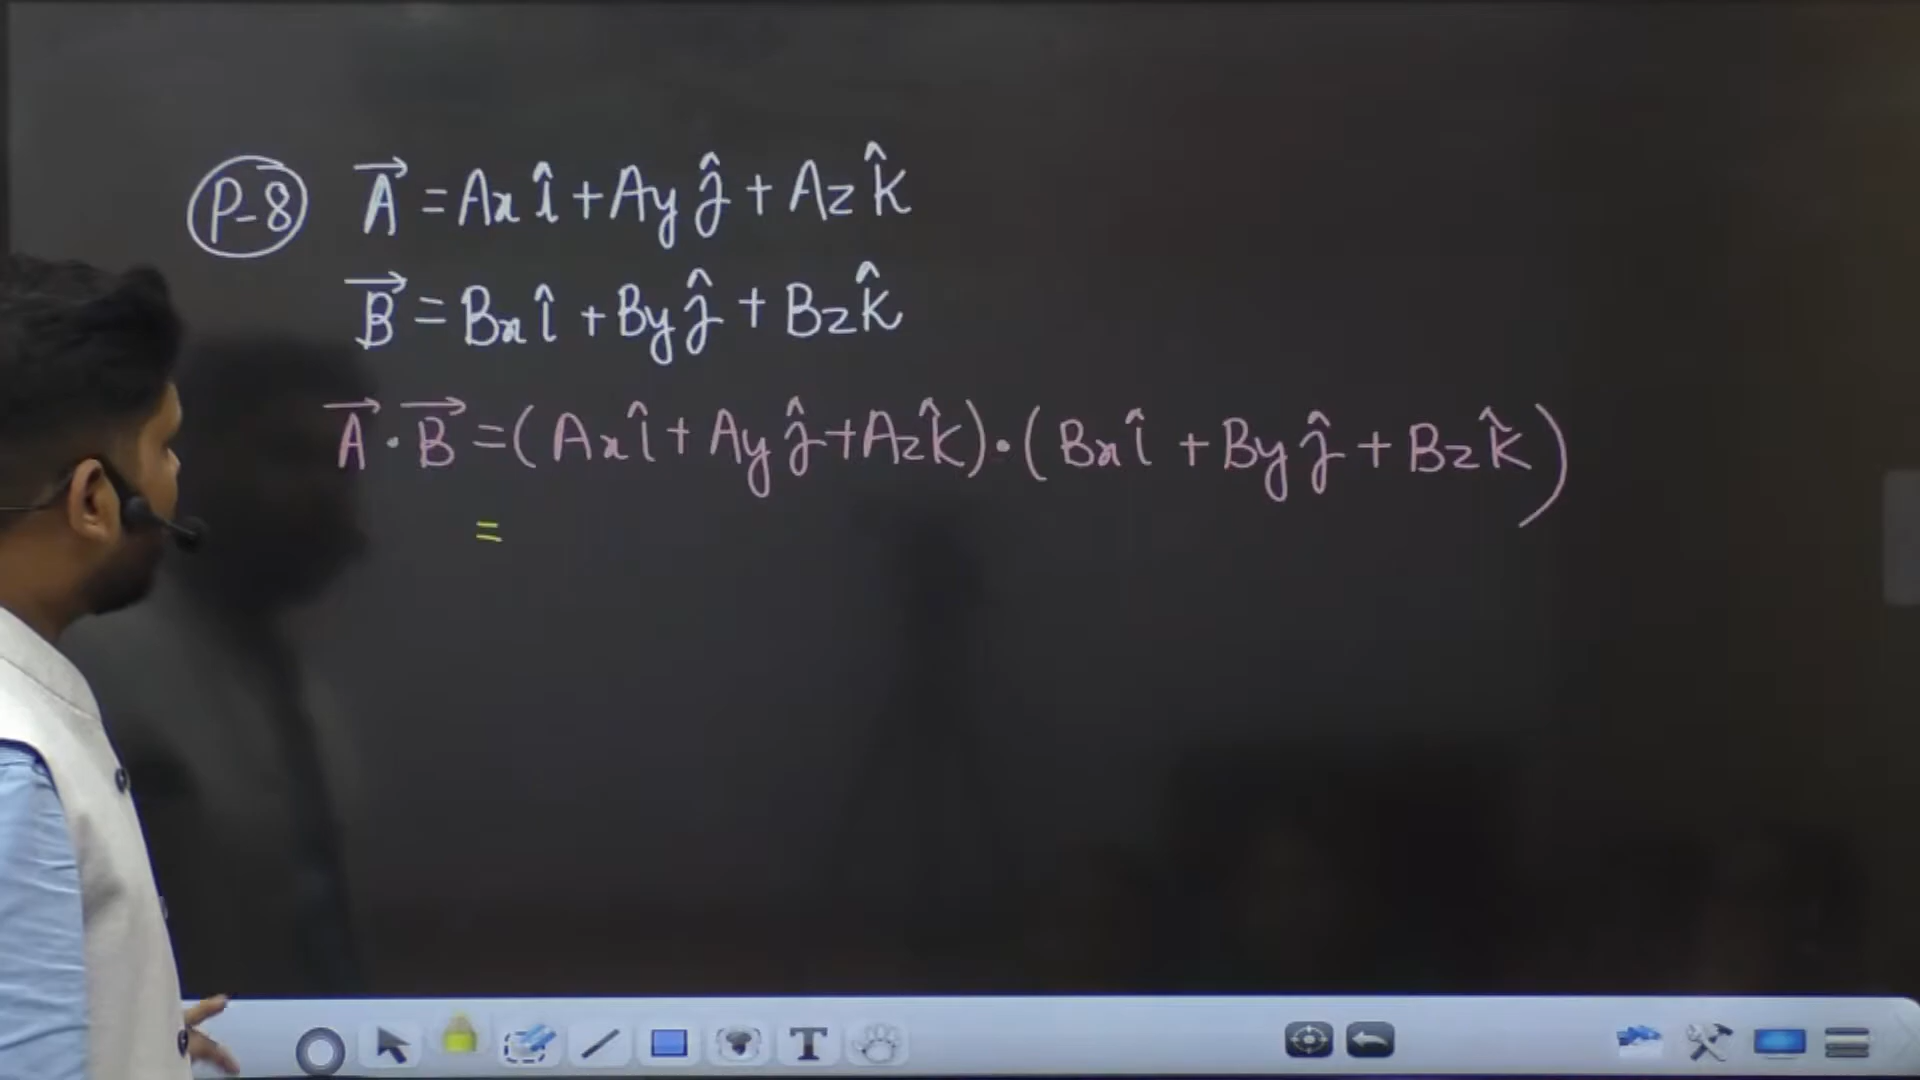 P-8 A⃗ = Ax î + Ay ĵ + Az k̂
B⃗ = Bx î + By ĵ + Bz k̂
A⃗ · B⃗ = (Ax î + Ay ĵ + Az k̂) · (Bx î + By ĵ + Bz k̂)
=
T